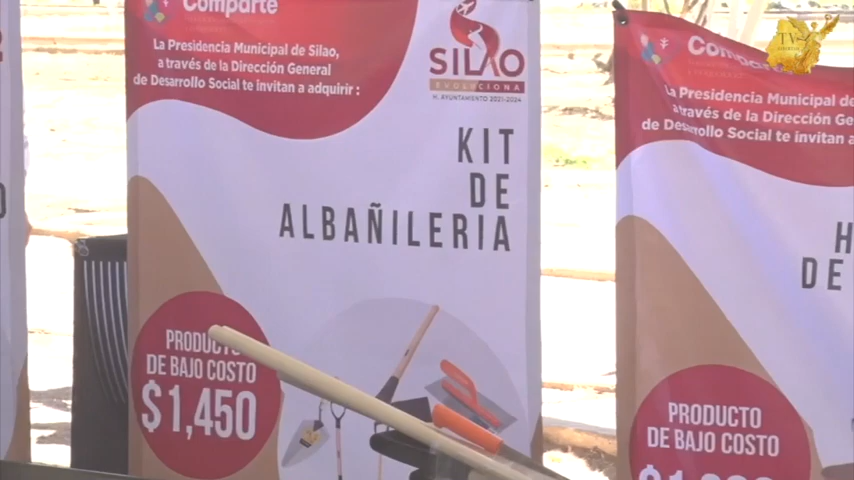 Comparte
La Presidencia Municipal de Silao,
a través de la Dirección General
de Desarrollo Social te invitan a adquirir :
SILAO
EVOLUCIONA
H. AYUNTAMIENTO 2021-2024
KIT
DE
ALBAÑILERIA
PRODUCTO
DE BAJO COSTO
$1,450
Comparte
La Presidencia Municipal de
a través de la Dirección Ge
de Desarrollo Social te invitan a
H
DE
PRODUCTO
DE BAJO COSTO
TV